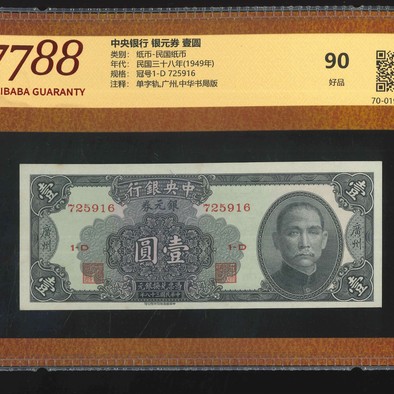 7788
IBABA GUARANTY
中央银行 银元券 壹圆
类别: 纸币-民国纸币
年代: 民国三十八年(1949年)
规格: 冠号1-D 725916
注释: 单字轨,广州,中华书局版
90
好品
70-019
壹 行銀央中 壹
券元銀
725916 725916
廣州 廣州
1-D 1-D
圓壹
壹 壹